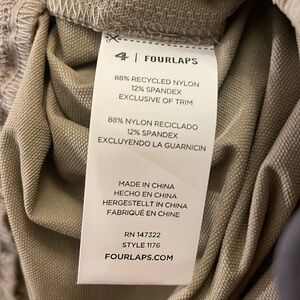 4 | FOURLAPS
88% RECYCLED NYLON
12% SPANDEX
EXCLUSIVE OF TRIM
88% NYLON RECICLADO
12% SPANDEX
EXCLUYENDO LA GUARNICIN
MADE IN CHINA
HECHO EN CHINA
HERGESTELLT IN CHINA
FABRIQUÉ EN CHINE
RN 147322
STYLE 1176
FOURLAPS.COM